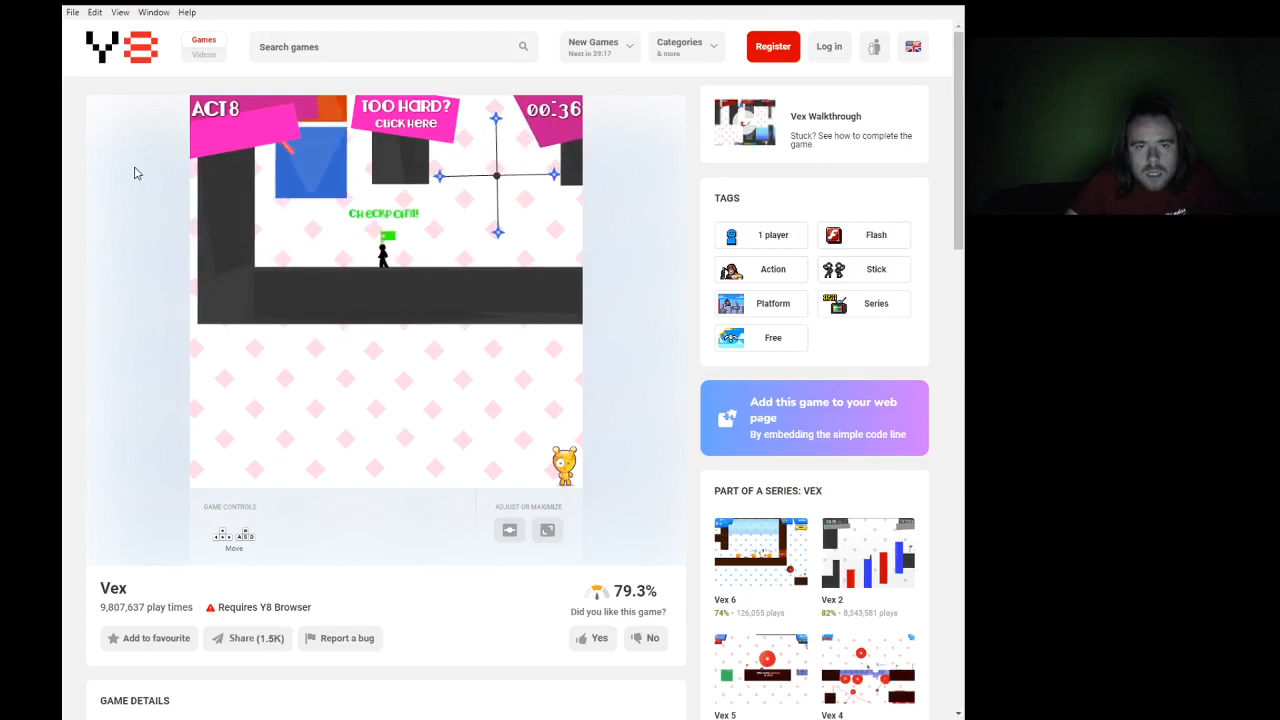 File Edit View Window Help
Y8
Games
Videos
Search games
New Games
Next in 39:17
Categories
& more
Register
Log in
ACT 8
TOO HARD?
CLICK HERE
00:36
CHECKPOINT!
GAME CONTROLS
Move
ADJUST OR MAXIMIZE
Vex
9,807,637 play times
Requires Y8 Browser
79.3%
Did you like this game?
Add to favourite
Share (1.5K)
Report a bug
Yes
No
GAME DETAILS
Vex Walkthrough
Stuck? See how to complete the
game.
TAGS
1 player
Flash
Action
Stick
Platform
Series
Free
Add this game to your web
page
By embedding the simple code line
PART OF A SERIES: VEX
Vex 6
74% • 126,055 plays
Vex 2
82% • 8,343,581 plays
Vex 5
Vex 4